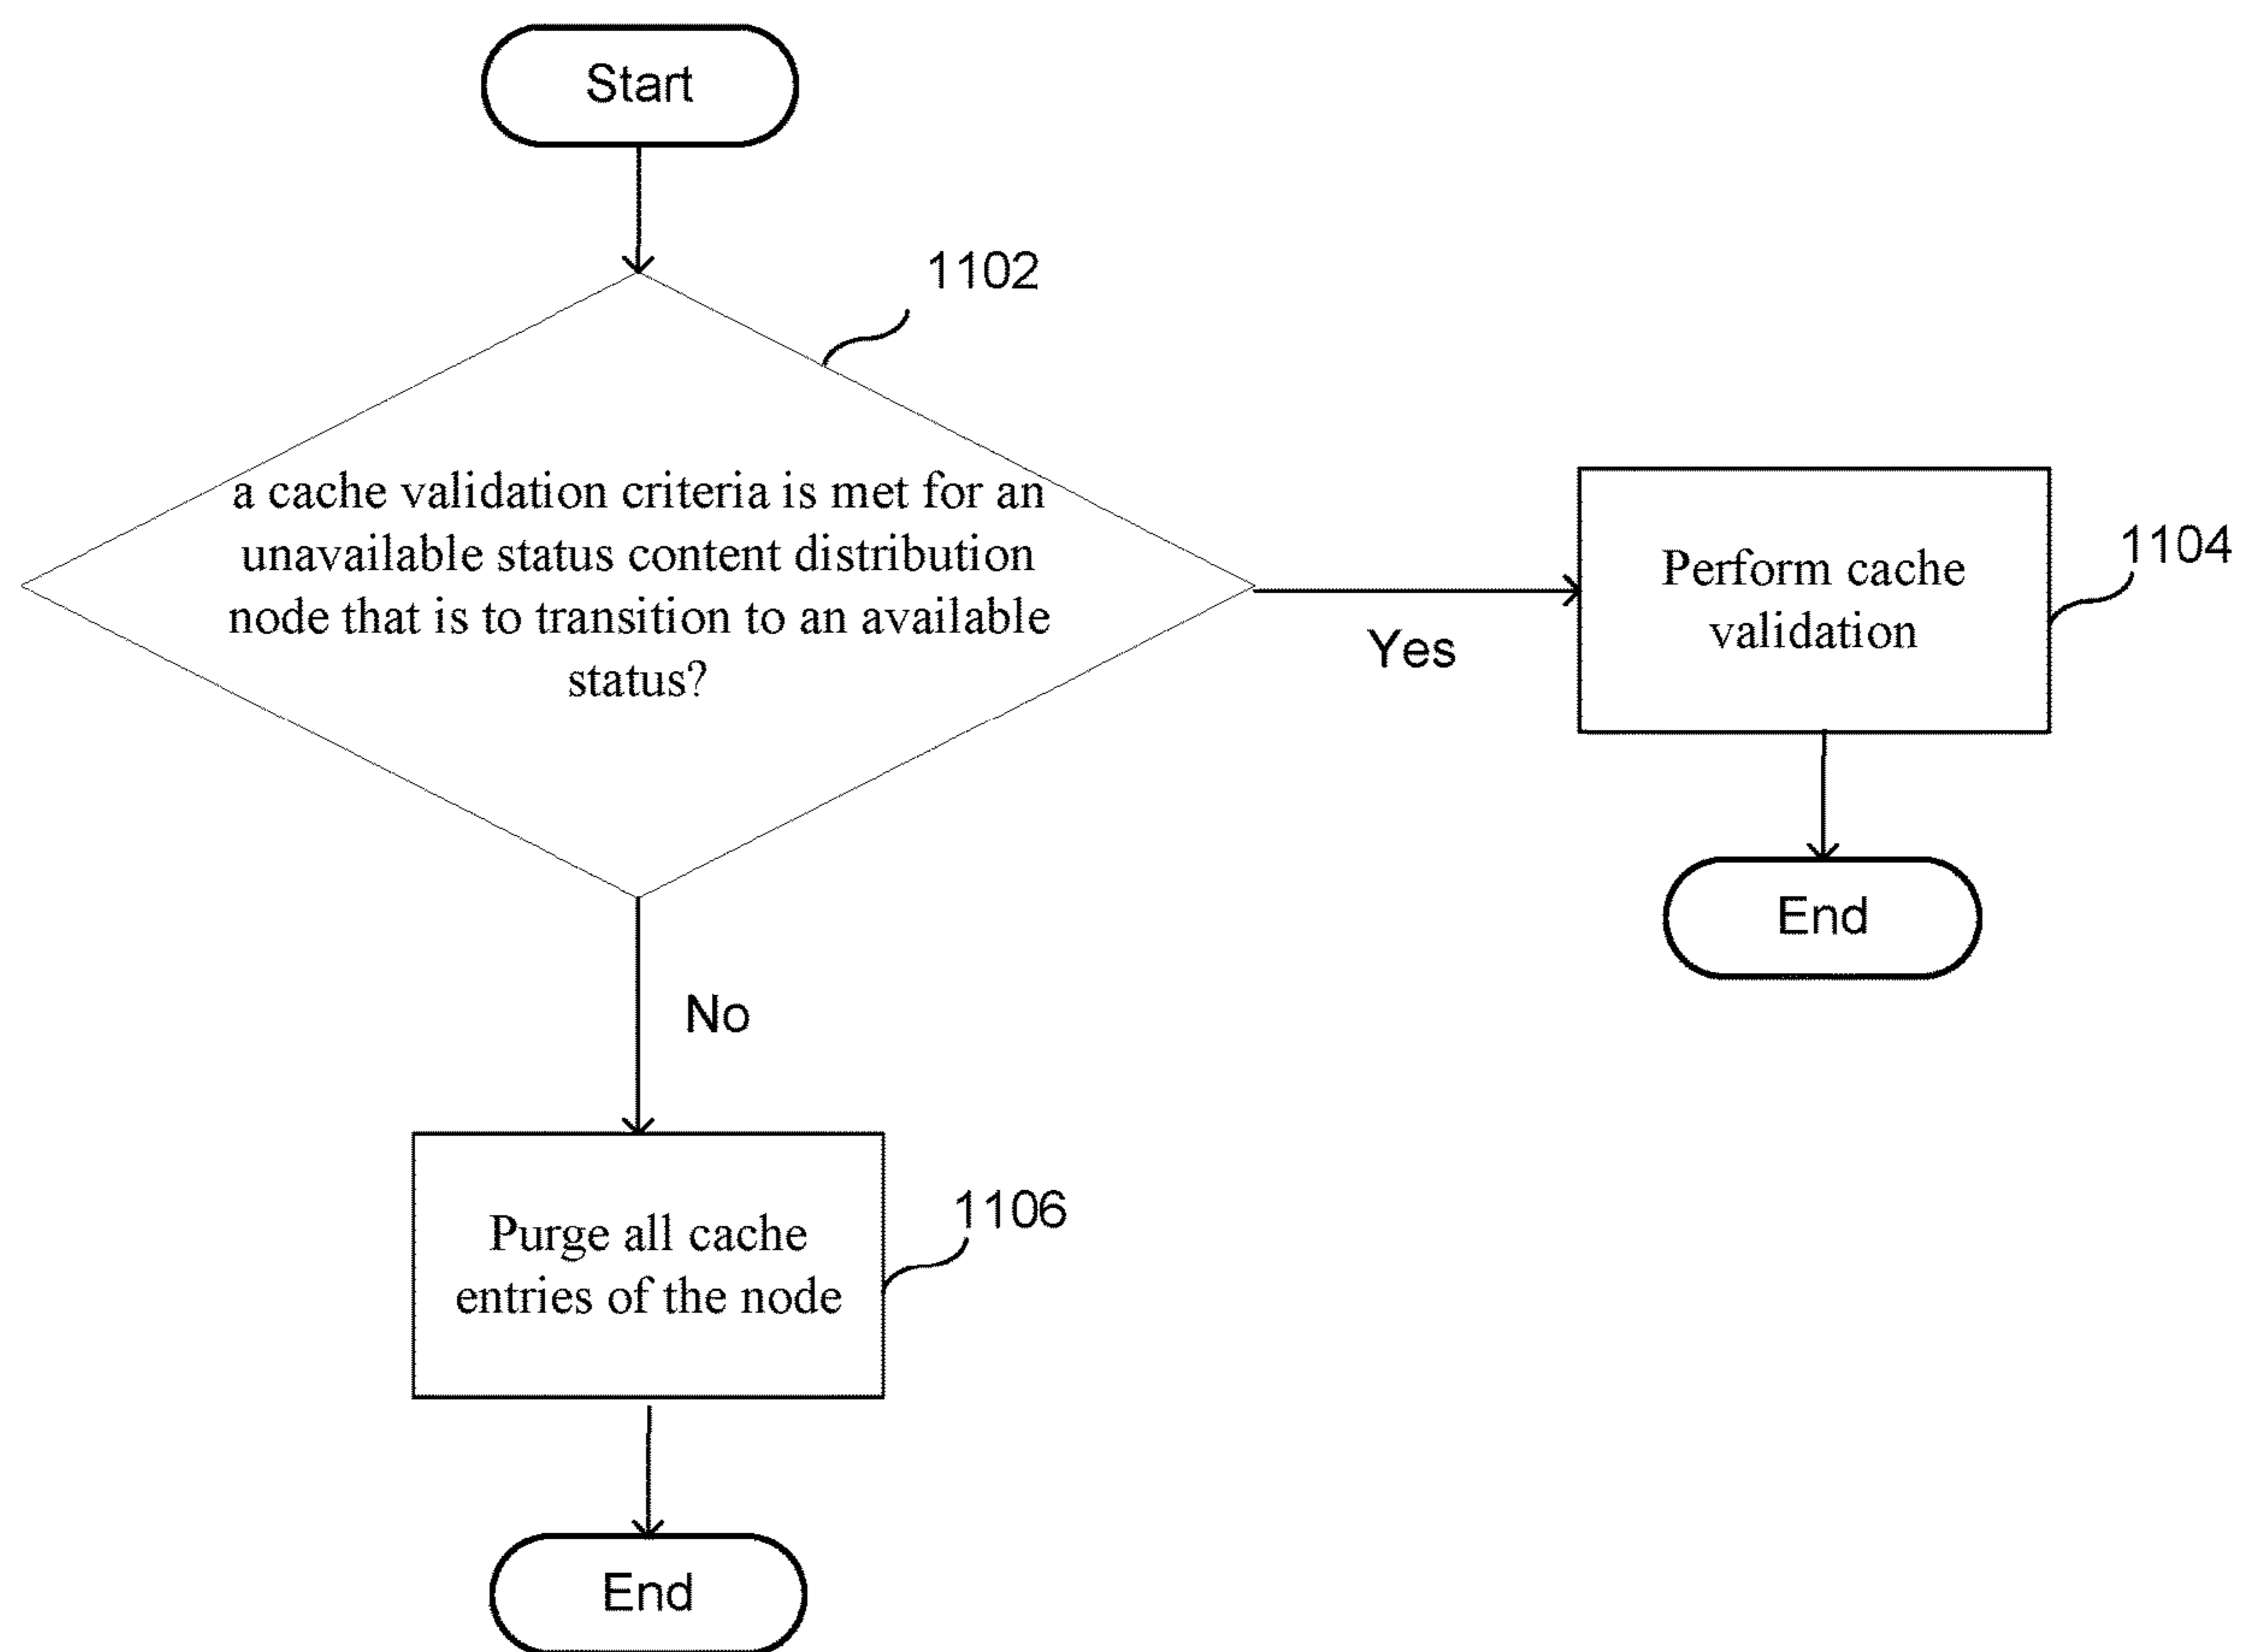 Start
1102
a cache validation criteria is met for an
unavailable status content distribution
node that is to transition to an available
status?
Yes
Perform cache
validation
1104
End
No
Purge all cache
entries of the node
1106
End